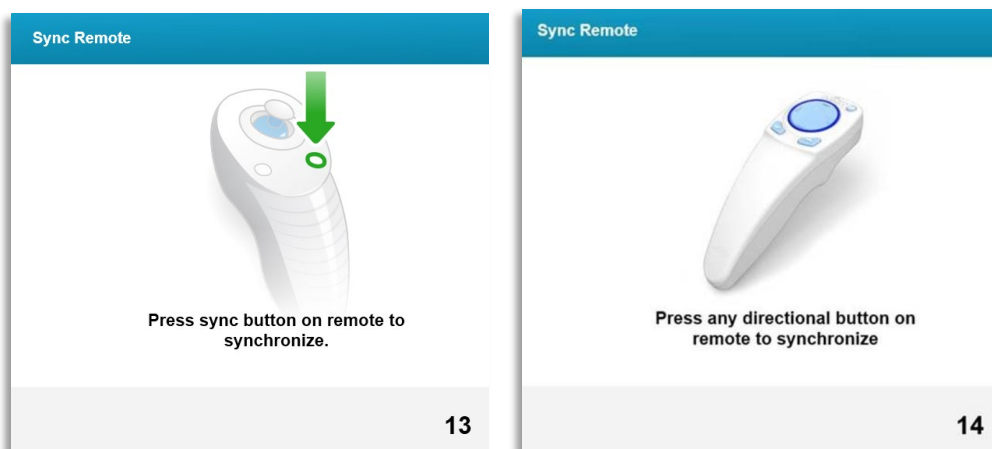 Sync Remote
Press sync button on remote to
synchronize.
13
Sync Remote
Press any directional button on
remote to synchronize
14